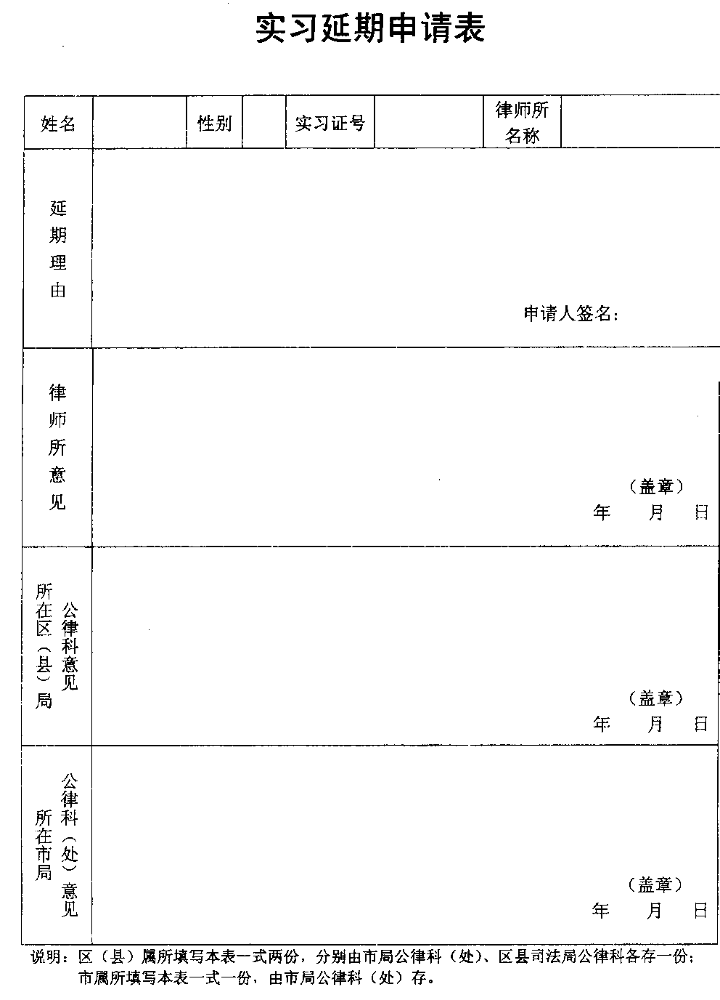 实习延期申请表
姓名 性别 实习证号 律师所名称
延期理由
申请人签名：
律师所意见
（盖章）
年 月 日
所在区（县）局公律科意见
（盖章）
年 月 日
所在市局公律科（处）意见
（盖章）
年 月 日
说明：区（县）属所填写本表一式两份，分别由市局公律科（处）、区县司法局公律科各存一份；
市属所填写本表一式一份，由市局公律科（处）存。